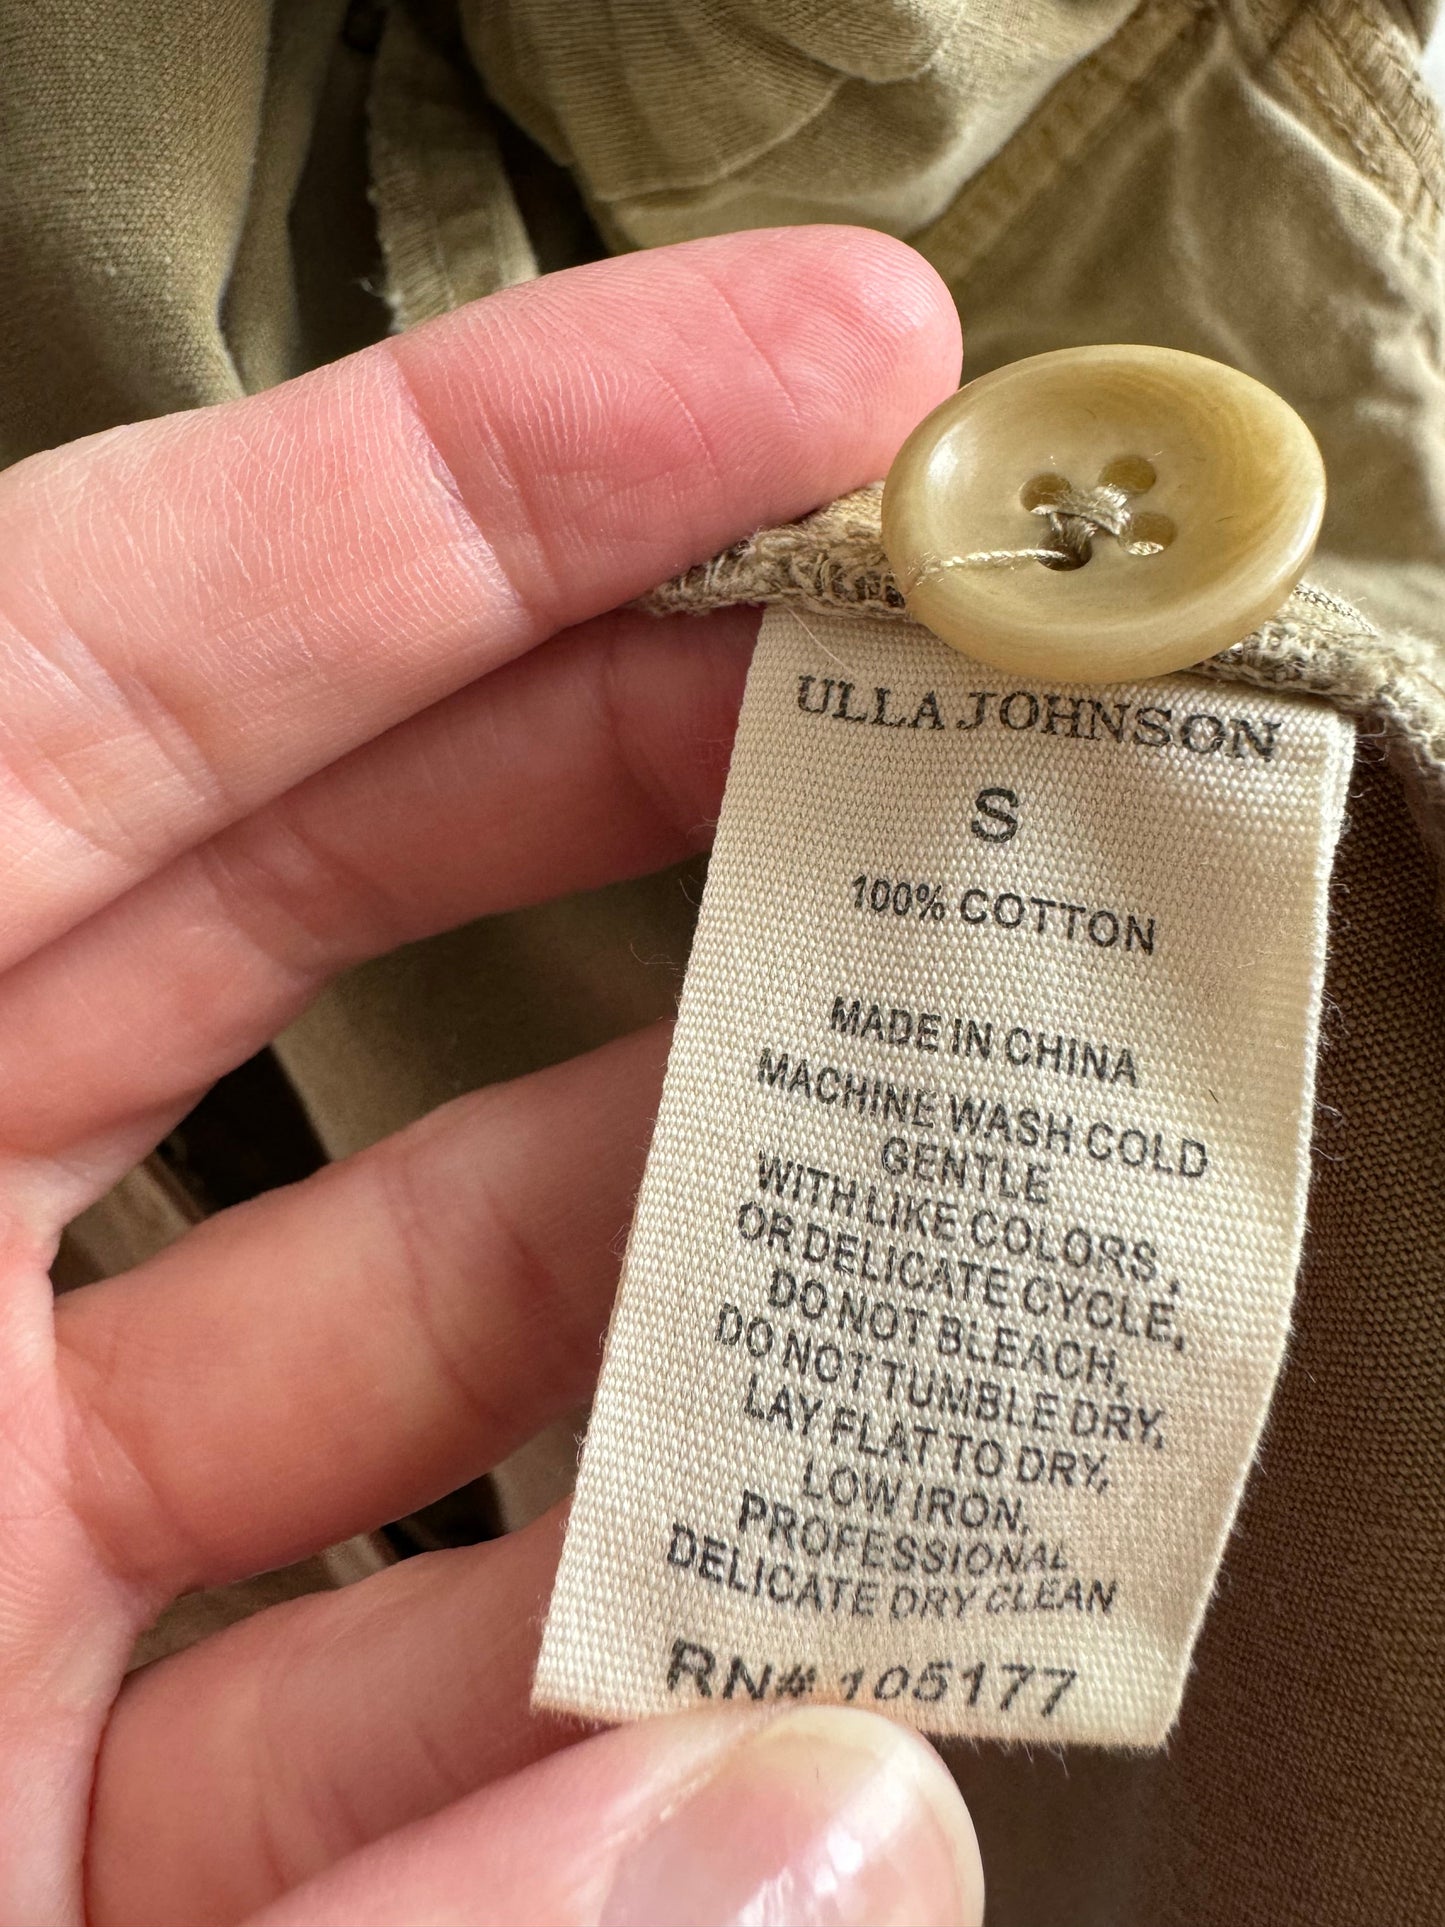 ULLA JOHNSON
S
100% COTTON
MADE IN CHINA
MACHINE WASH COLD
GENTLE
WITH LIKE COLORS,
OR DELICATE CYCLE,
DO NOT BLEACH,
DO NOT TUMBLE DRY,
LAY FLAT TO DRY,
LOW IRON,
PROFESSIONAL
DELICATE DRY CLEAN
RN# 105177